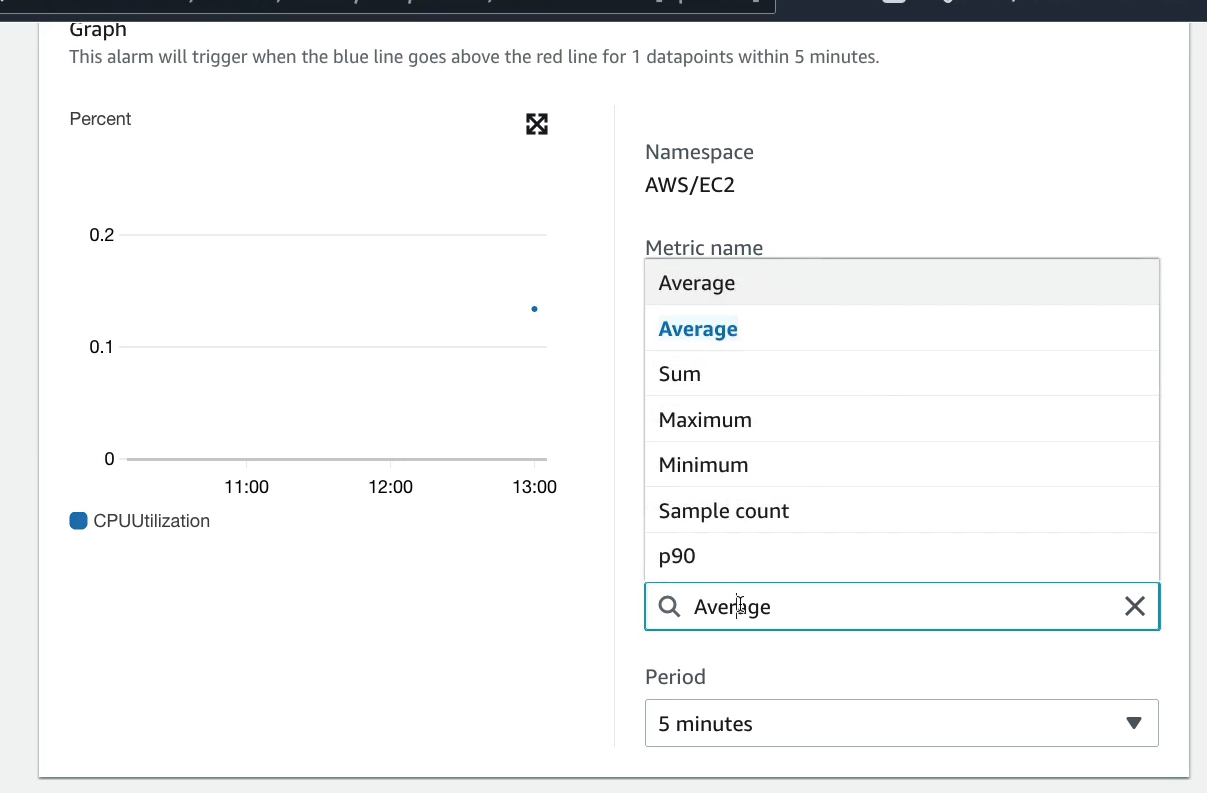 Graph
This alarm will trigger when the blue line goes above the red line for 1 datapoints within 5 minutes.
Percent
0.2
0.1
0
11:00 12:00 13:00
CPUUtilization
Namespace
AWS/EC2
Metric name
Average
Average
Sum
Maximum
Minimum
Sample count
p90
Average
Period
5 minutes